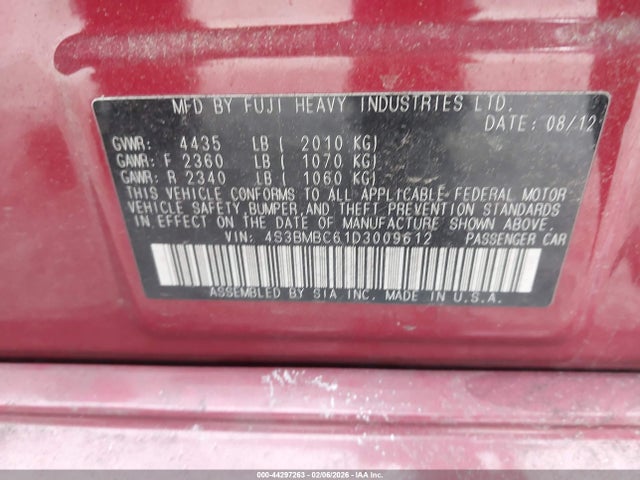 MFD BY FUJI HEAVY INDUSTRIES LTD.
DATE: 08/12
GVWR: 4435 LB ( 2010 KG)
GAWR: F 2360 LB ( 1070 KG)
GAWR: R 2340 LB ( 1060 KG)
THIS VEHICLE CONFORMS TO ALL APPLICABLE FEDERAL MOTOR
VEHICLE SAFETY,BUMPER,AND THEFT PREVENTION STANDARDS
IN EFFECT ON THE DATE OF MANUFACTURE SHOWN ABOVE.
VIN: 4S3BMBC61D3009612 PASSENGER CAR
ASSEMBLED BY SIA INC. MADE IN U.S.A.
000-44297263 - 02/06/2026 - Copyright IAA, LLC